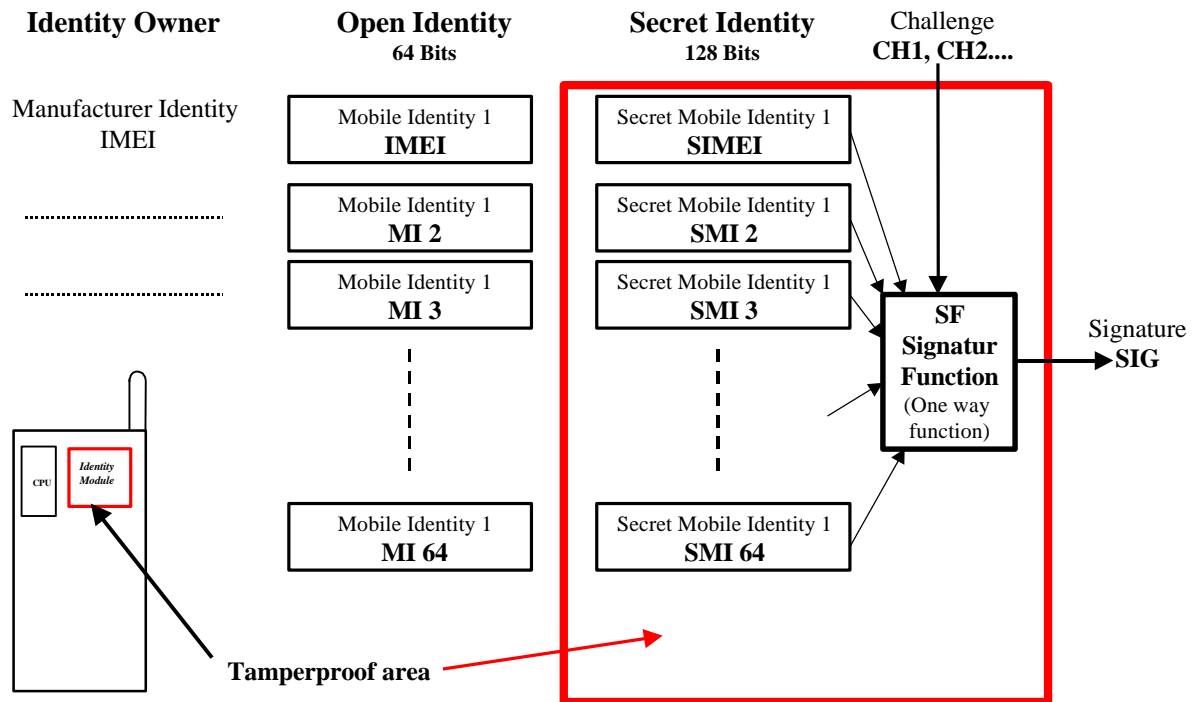 Identity Owner
Open Identity
64 Bits
Secret Identity
128 Bits
Challenge
CH1, CH2....
Manufacturer Identity
IMEI
Mobile Identity 1
IMEI
Secret Mobile Identity 1
SIMEI
Mobile Identity 1
MI 2
Secret Mobile Identity 1
SMI 2
Mobile Identity 1
MI 3
Secret Mobile Identity 1
SMI 3
SF
Signatur
Function
(One way
function)
Signature
SIG
CPU
Identity
Module
Mobile Identity 1
MI 64
Secret Mobile Identity 1
SMI 64
Tamperproof area